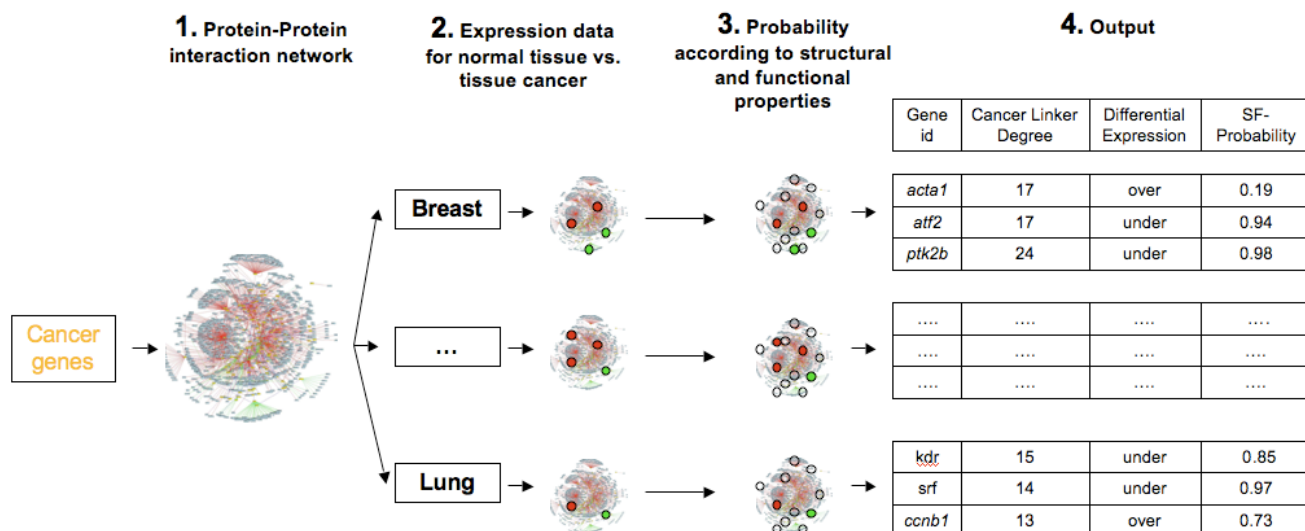 1. Protein-Protein
interaction network
2. Expression data
for normal tissue vs.
tissue cancer
3. Probability
according to structural
and functional
properties
4. Output
Cancer
genes
Breast
...
Lung
Gene id | Cancer Linker Degree | Differential Expression | SF-Probability
acta1 17 over 0.19
atf2 17 under 0.94
ptk2b 24 under 0.98
.... .... .... ....
.... .... .... ....
.... .... .... ....
kdr 15 under 0.85
srf 14 under 0.97
ccnb1 13 over 0.73